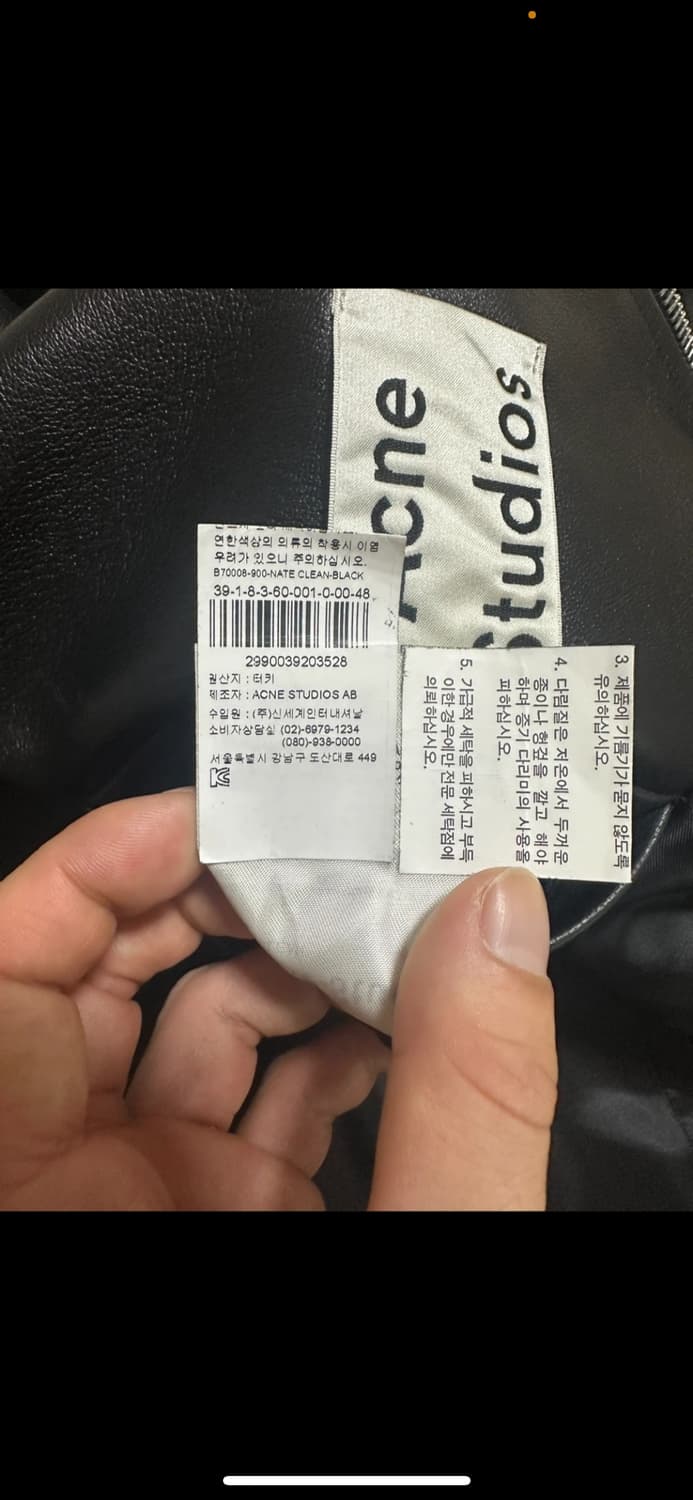 Acne
Studios
연한색상의 의류의 착용시 이염
우려가 있으니 주의하십시오.
B70008-900-NATE CLEAN-BLACK
39-1-8-3-60-001-0-00-48
2990039203528
원산지 : 터키
제조자 : ACNE STUDIOS AB
수입원 : (주)신세계인터내셔날
소비자상담실 (02)-6979-1234
(080)-938-0000
서울특별시 강남구 도산대로 449
3. 제품에 기름기가 묻지 않도록
유의하십시오.
4. 다림질은 저온에서 두꺼운
종이나 헝겊을 깔고 해야
하며 증기 다리미의 사용을
피하십시오.
5. 가급적 세탁을 피하시고 부득
이한 경우에만 전문 세탁점에
의뢰하십시오.